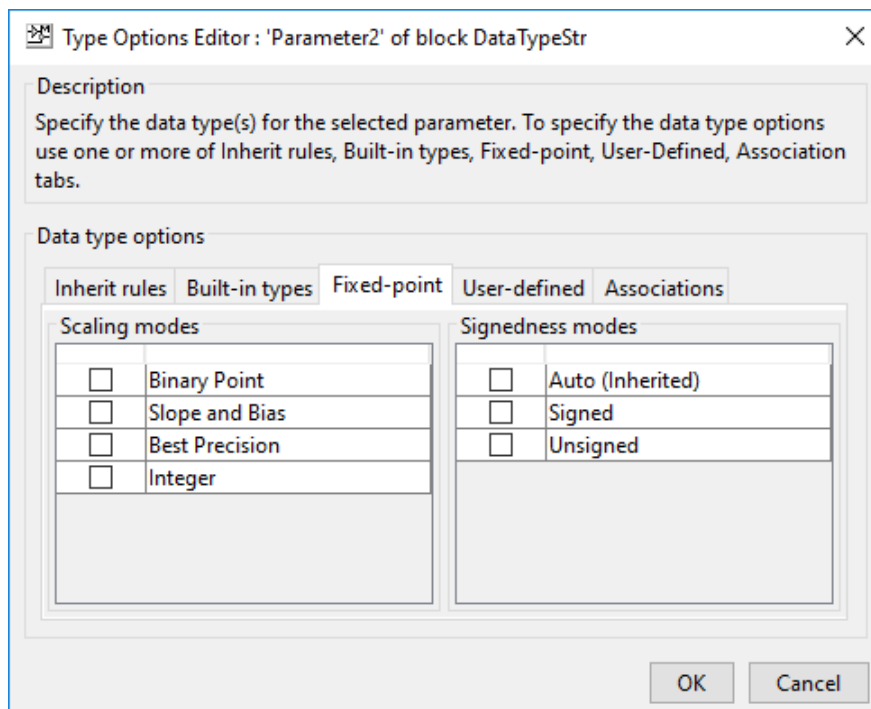 Type Options Editor : 'Parameter2' of block DataTypeStr
Description
Specify the data type(s) for the selected parameter. To specify the data type options
use one or more of Inherit rules, Built-in types, Fixed-point, User-Defined, Association
tabs.
Data type options
Inherit rules Built-in types Fixed-point User-defined Associations
Scaling modes
Binary Point
Slope and Bias
Best Precision
Integer
Signedness modes
Auto (Inherited)
Signed
Unsigned
OK Cancel